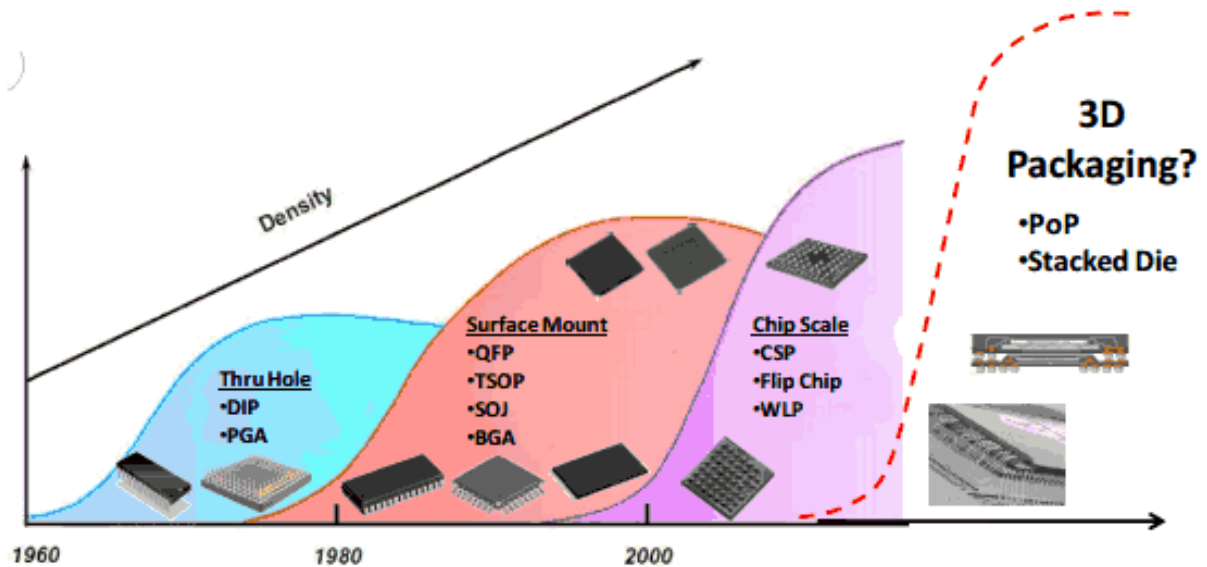 Density
3D
Packaging?
•PoP
•Stacked Die
Surface Mount
•QFP
•TSOP
•SOJ
•BGA
Chip Scale
•CSP
•Flip Chip
•WLP
Thru Hole
•DIP
•PGA
1960
1980
2000